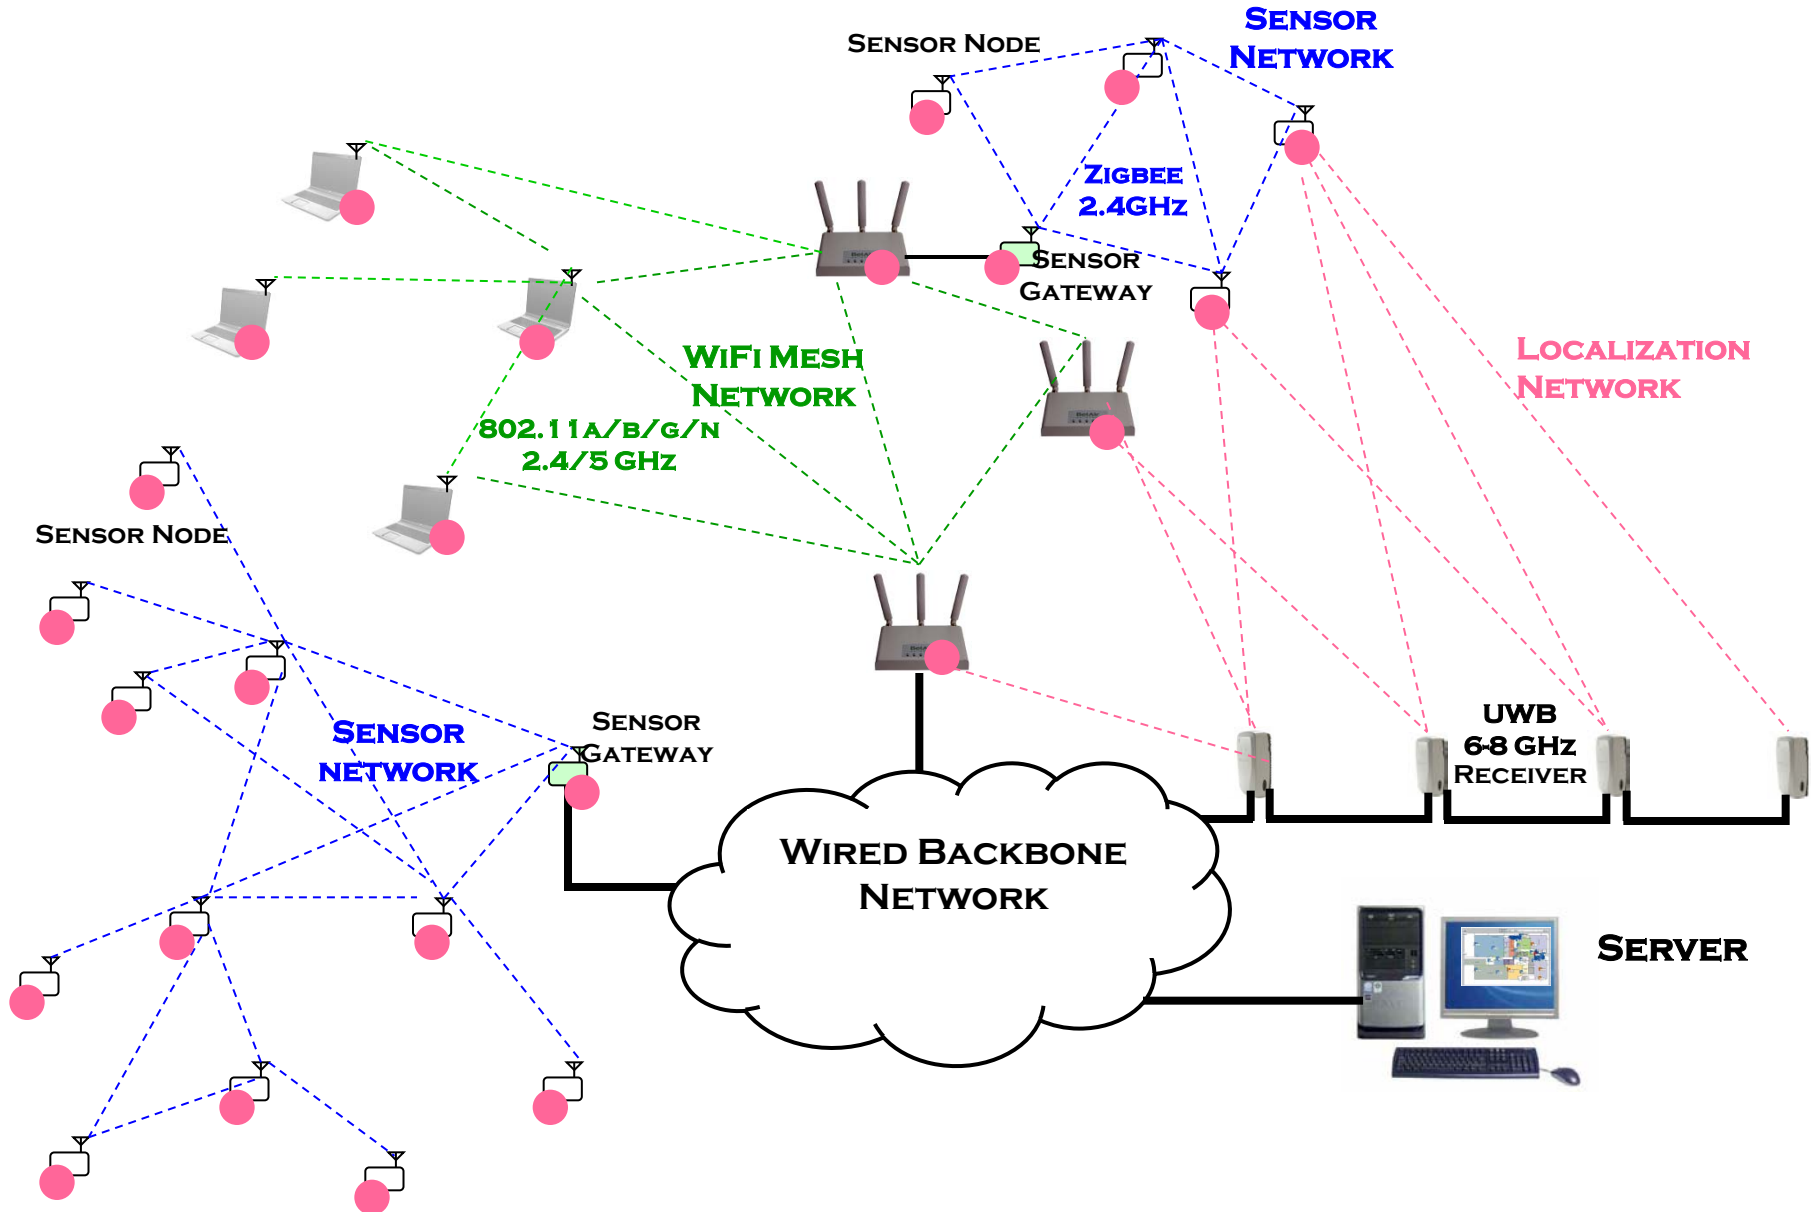 Sensor
Network
Sensor Node
Zigbee
2.4GHz
Sensor
Gateway
WiFi Mesh
Network
802.11a/b/g/n
2.4/5 GHz
Localization
Network
Sensor Node
Sensor
Gateway
Sensor
network
UWB
6-8 GHz
Receiver
Wired Backbone
Network
Server